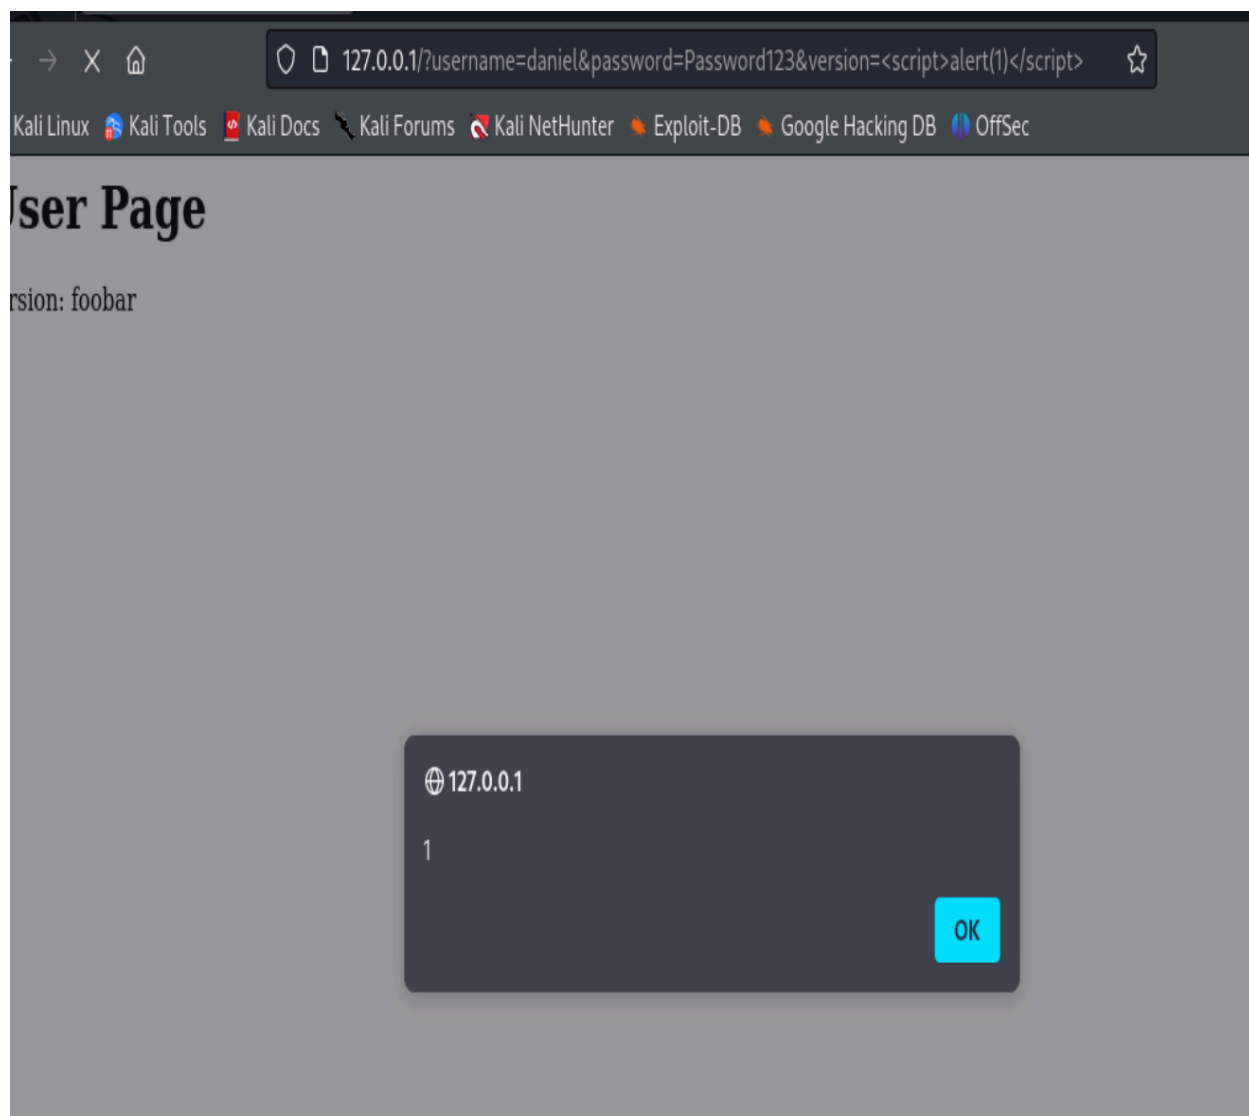 127.0.0.1/?username=daniel&password=Password123&version=<script>alert(1)</script>
Kali Linux Kali Tools Kali Docs Kali Forums Kali NetHunter Exploit-DB Google Hacking DB OffSec
User Page
rsion: foobar
127.0.0.1
1
OK